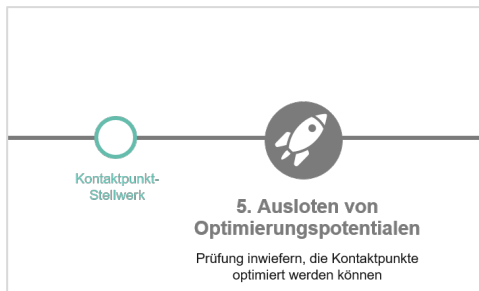 Kontaktpunkt-
Stellwerk
5. Ausloten von
Optimierungspotentialen
Prüfung inwiefern, die Kontaktpunkte
optimiert werden können